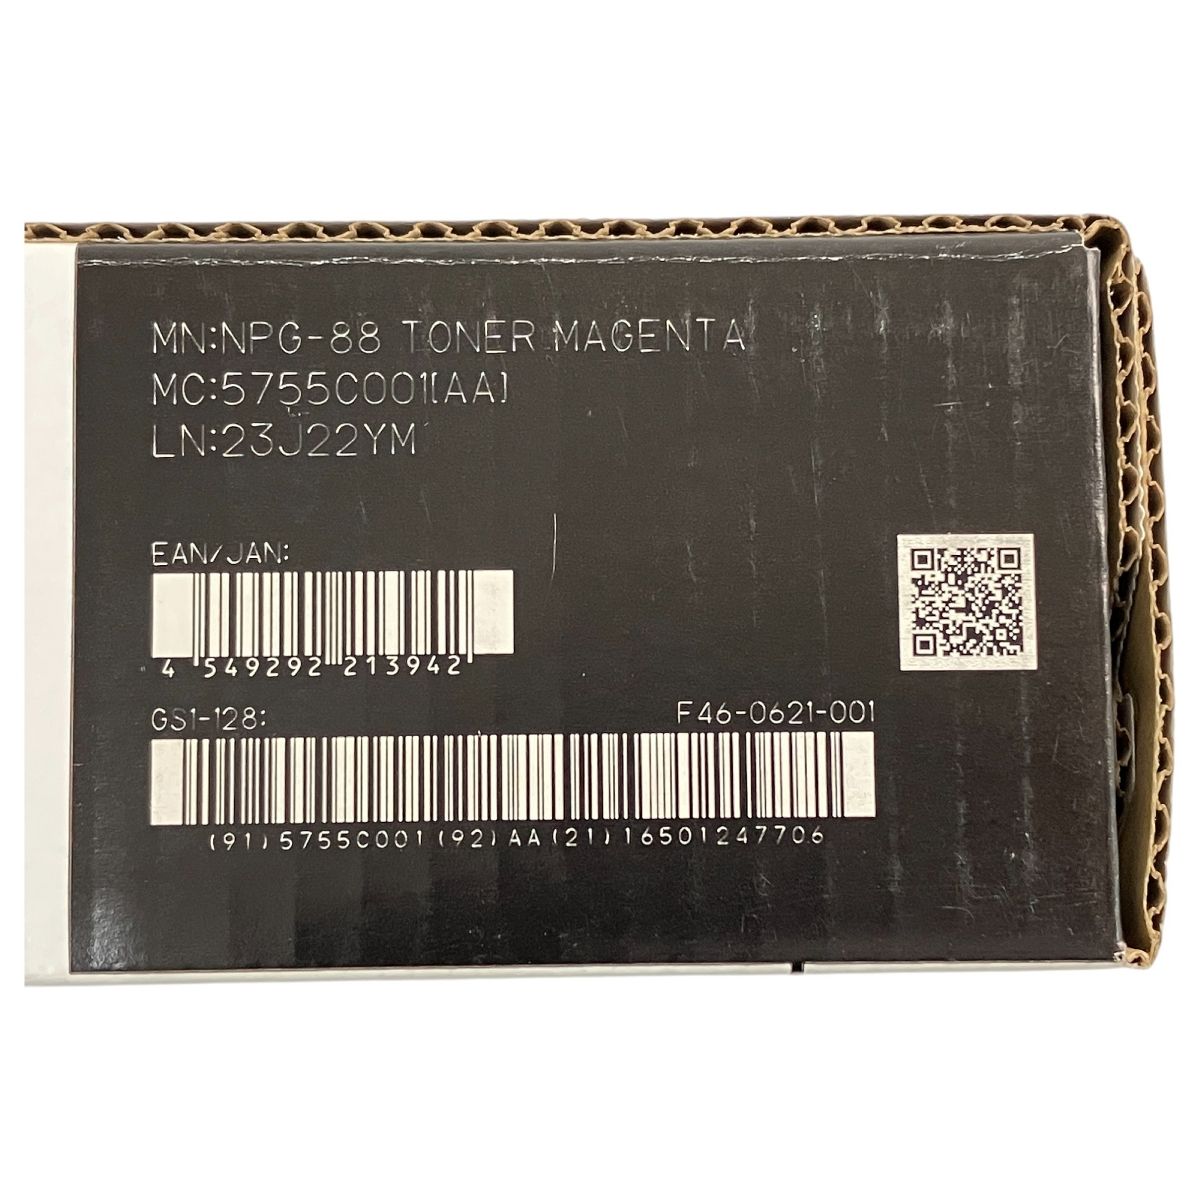 MN:NPG-88 TONER MAGENTA
MC:5755C001[AA]
LN:23J22YM
EAN/JAN:
4 549292 213942
GS1-128:
F46-0621-001
(91)5755C001(92)AA(21)16501247706